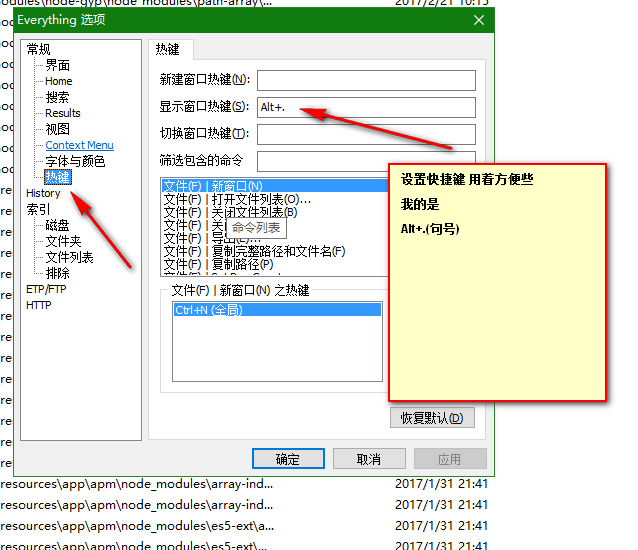 odules\node-gyp\node_modules\path-array\...
2017/2/21 10:15
Everything 选项
常规
界面
Home
搜索
Results
视图
Context Menu
字体与颜色
热键
History
索引
磁盘
文件夹
文件列表
排除
ETP/FTP
HTTP
热键
新建窗口热键(N):
显示窗口热键(S):
Alt+.
切换窗口热键(T):
筛选包含的命令
文件(F) | 新窗口(N)
文件(F) | 打开文件列表(O)...
文件(F) | 关闭文件列表(B)
文件(F) | 关
命令列表
文件(F) | 导出(E)...
文件(F) | 复制完整路径和文件名(F)
文件(F) | 复制路径(P)
文件(F) | 新窗口(N) 之热键
Ctrl+N (全局)
恢复默认(D)
确定
取消
应用
设置快捷键 用着方便些
我的是
Alt+.(句号)
resources\app\apm\node_modules\array-ind...
2017/1/31 21:41
resources\app\apm\node_modules\array-ind...
2017/1/31 21:41
resources\app\apm\node_modules\es5-ext\a...
2017/1/31 21:41
resources\app\apm\node_modules\es5-ext\...
2017/1/31 21:41